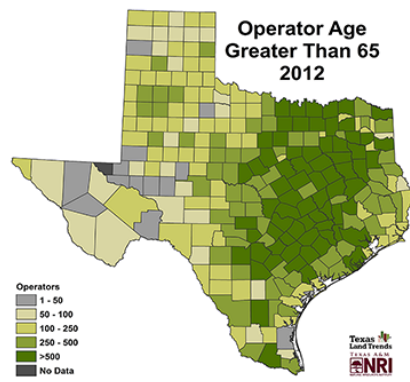 Operator Age
Greater Than 65
2012
Operators
1 - 50
50 - 100
100 - 250
250 - 500
>500
No Data
Texas
Land Trends
TEXAS A&M
NRI